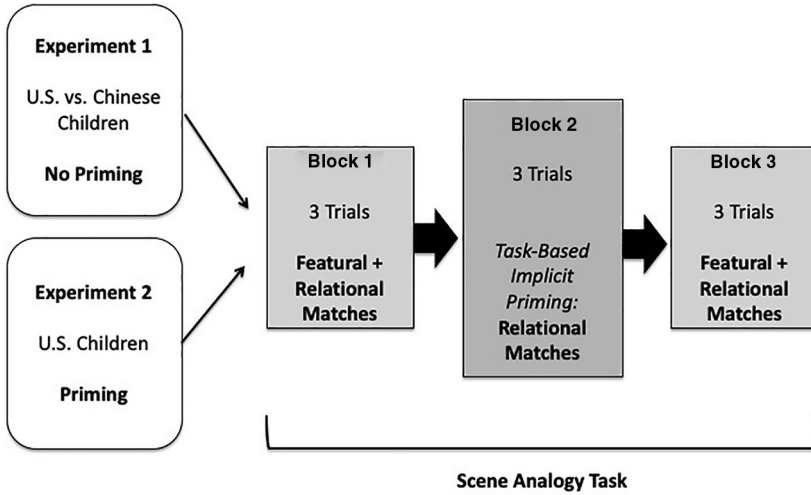 Experiment 1
U.S. vs. Chinese
Children
No Priming
Experiment 2
U.S. Children
Priming
Block 1
3 Trials
Featural +
Relational
Matches
Block 2
3 Trials
Task-Based
Implicit
Priming:
Relational
Matches
Block 3
3 Trials
Featural +
Relational
Matches
Scene Analogy Task